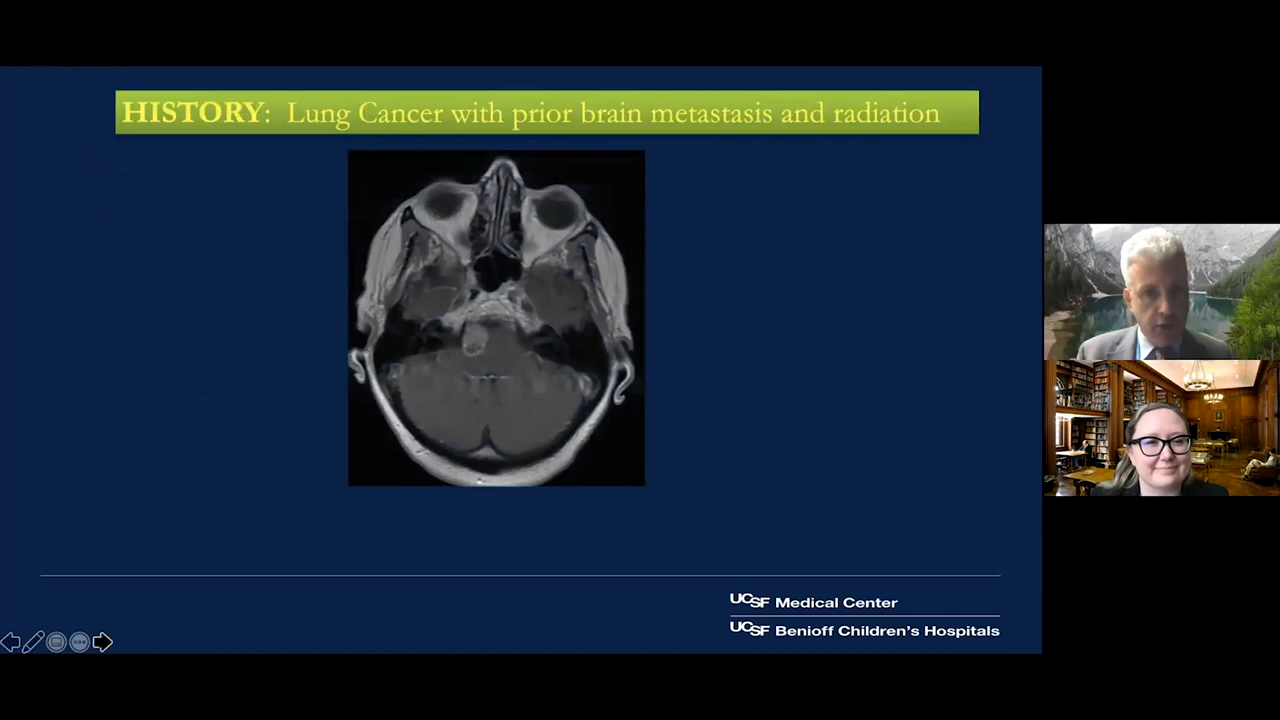 HISTORY: Lung Cancer with prior brain metastasis and radiation
UCSF Medical Center
UCSF Benioff Children's Hospitals